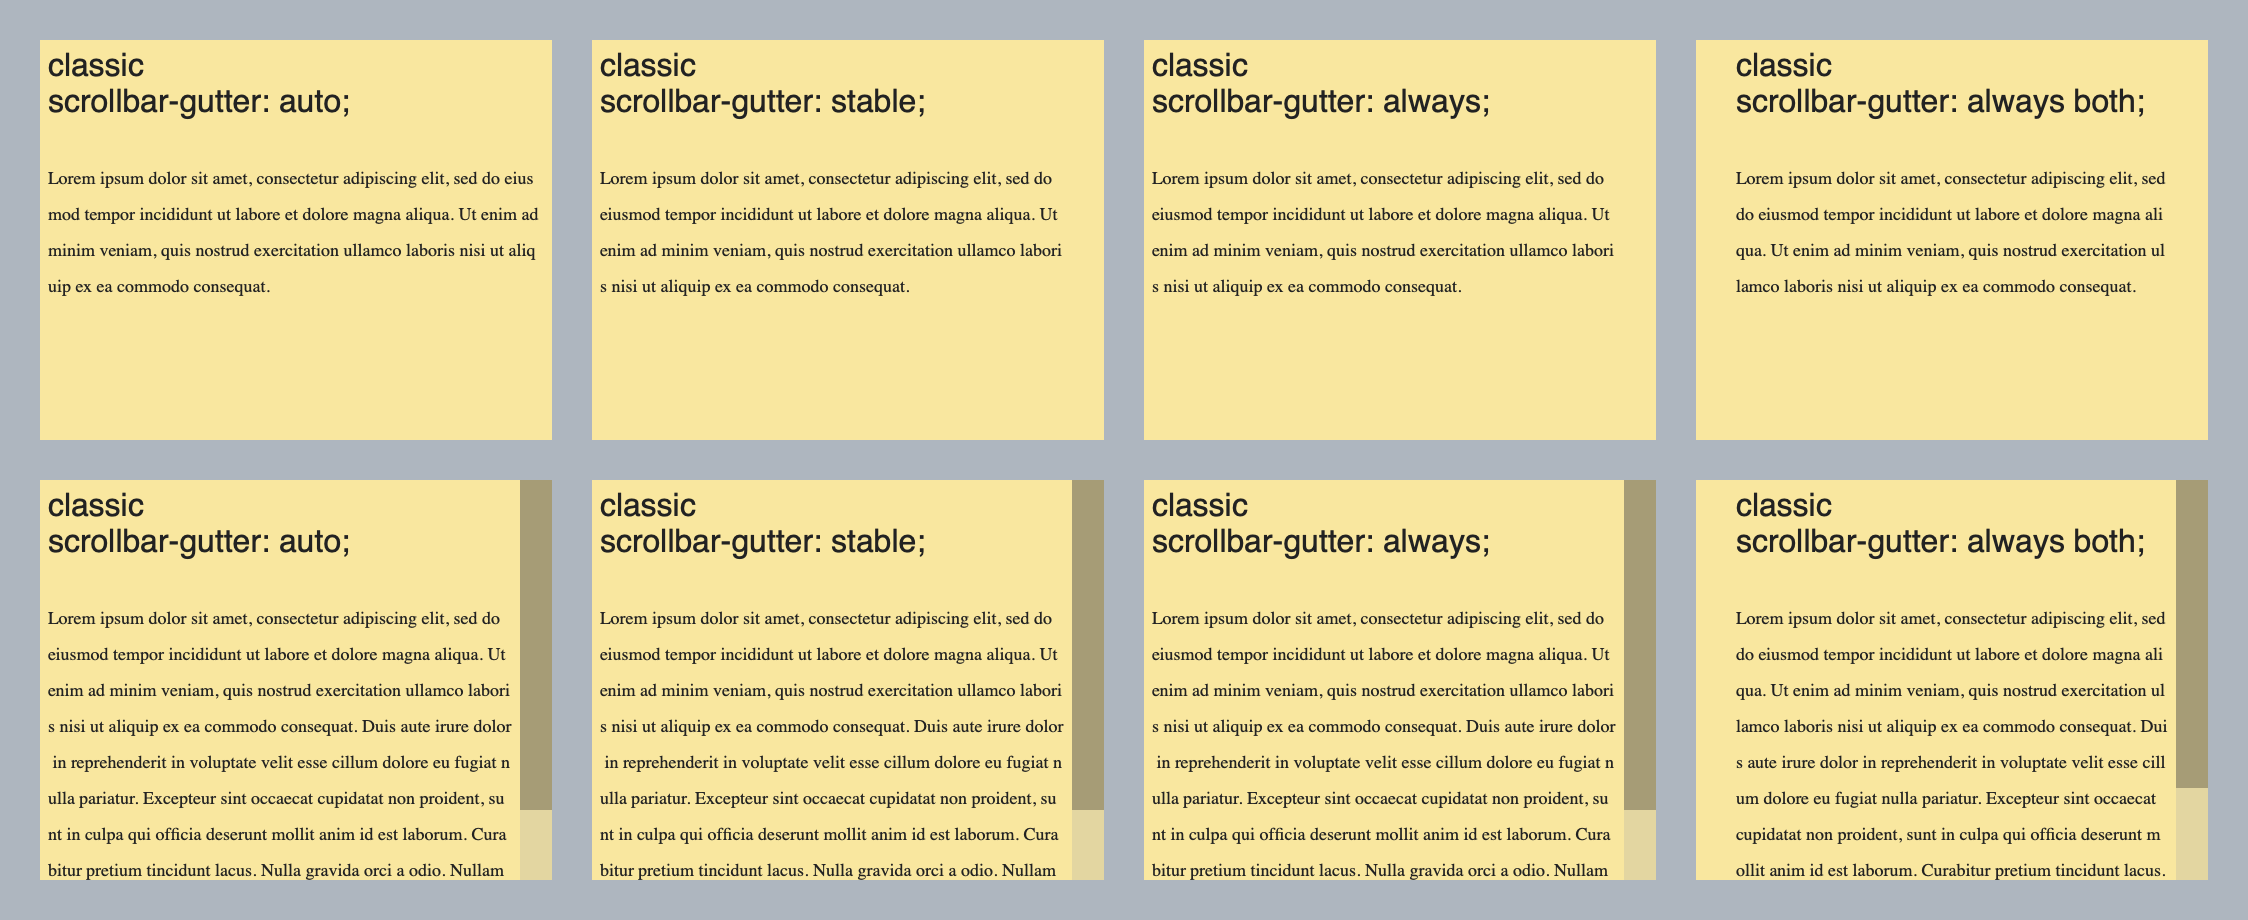 classic
scrollbar-gutter: auto;
Lorem ipsum dolor sit amet, consectetur adipiscing elit, sed do eius
mod tempor incididunt ut labore et dolore magna aliqua. Ut enim ad
minim veniam, quis nostrud exercitation ullamco laboris nisi ut aliq
uip ex ea commodo consequat.
classic
scrollbar-gutter: stable;
Lorem ipsum dolor sit amet, consectetur adipiscing elit, sed do
eiusmod tempor incididunt ut labore et dolore magna aliqua. Ut
enim ad minim veniam, quis nostrud exercitation ullamco labori
s nisi ut aliquip ex ea commodo consequat.
classic
scrollbar-gutter: always;
Lorem ipsum dolor sit amet, consectetur adipiscing elit, sed do
eiusmod tempor incididunt ut labore et dolore magna aliqua. Ut
enim ad minim veniam, quis nostrud exercitation ullamco labori
s nisi ut aliquip ex ea commodo consequat.
classic
scrollbar-gutter: always both;
Lorem ipsum dolor sit amet, consectetur adipiscing elit, sed
do eiusmod tempor incididunt ut labore et dolore magna ali
qua. Ut enim ad minim veniam, quis nostrud exercitation ul
lamco laboris nisi ut aliquip ex ea commodo consequat.
classic
scrollbar-gutter: auto;
Lorem ipsum dolor sit amet, consectetur adipiscing elit, sed do
eiusmod tempor incididunt ut labore et dolore magna aliqua. Ut
enim ad minim veniam, quis nostrud exercitation ullamco labori
s nisi ut aliquip ex ea commodo consequat. Duis aute irure dolor
in reprehenderit in voluptate velit esse cillum dolore eu fugiat n
ulla pariatur. Excepteur sint occaecat cupidatat non proident, su
nt in culpa qui officia deserunt mollit anim id est laborum. Cura
bitur pretium tincidunt lacus. Nulla gravida orci a odio. Nullam
classic
scrollbar-gutter: stable;
Lorem ipsum dolor sit amet, consectetur adipiscing elit, sed do
eiusmod tempor incididunt ut labore et dolore magna aliqua. Ut
enim ad minim veniam, quis nostrud exercitation ullamco labori
s nisi ut aliquip ex ea commodo consequat. Duis aute irure dolor
in reprehenderit in voluptate velit esse cillum dolore eu fugiat n
ulla pariatur. Excepteur sint occaecat cupidatat non proident, su
nt in culpa qui officia deserunt mollit anim id est laborum. Cura
bitur pretium tincidunt lacus. Nulla gravida orci a odio. Nullam
classic
scrollbar-gutter: always;
Lorem ipsum dolor sit amet, consectetur adipiscing elit, sed do
eiusmod tempor incididunt ut labore et dolore magna aliqua. Ut
enim ad minim veniam, quis nostrud exercitation ullamco labori
s nisi ut aliquip ex ea commodo consequat. Duis aute irure dolor
in reprehenderit in voluptate velit esse cillum dolore eu fugiat n
ulla pariatur. Excepteur sint occaecat cupidatat non proident, su
nt in culpa qui officia deserunt mollit anim id est laborum. Cura
bitur pretium tincidunt lacus. Nulla gravida orci a odio. Nullam
classic
scrollbar-gutter: always both;
Lorem ipsum dolor sit amet, consectetur adipiscing elit, sed
do eiusmod tempor incididunt ut labore et dolore magna ali
qua. Ut enim ad minim veniam, quis nostrud exercitation ul
lamco laboris nisi ut aliquip ex ea commodo consequat. Dui
s aute irure dolor in reprehenderit in voluptate velit esse cill
um dolore eu fugiat nulla pariatur. Excepteur sint occaecat
cupidatat non proident, sunt in culpa qui officia deserunt m
ollit anim id est laborum. Curabitur pretium tincidunt lacus.